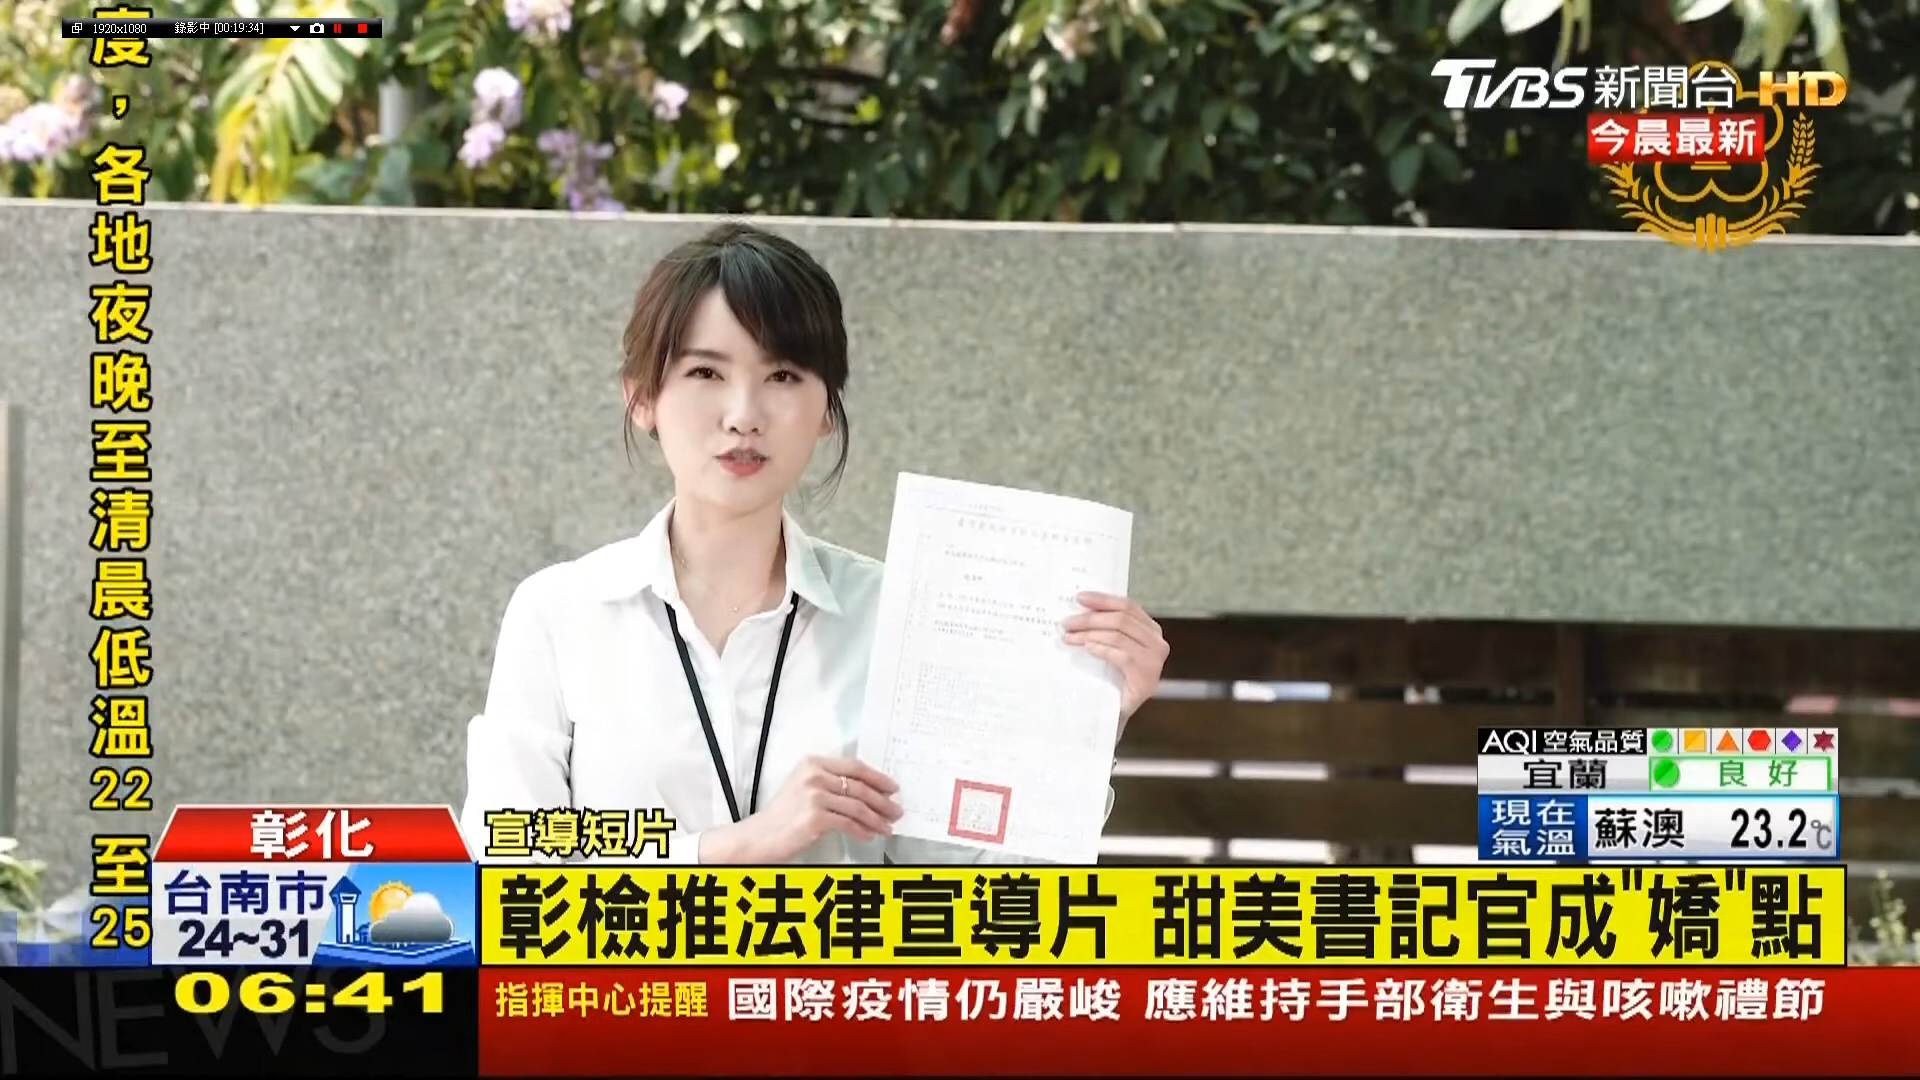 1920x1080 錄影中 [00:19:34]
度，各地夜晚至清晨低溫22至25
TVBS新聞台 HD
今晨最新
AQI空氣品質
宜蘭 良好
現在氣溫 蘇澳 23.2℃
彰化
宣導短片
台南市
24~31
彰檢推法律宣導片 甜美書記官成"嬌"點
06:41
指揮中心提醒 國際疫情仍嚴峻 應維持手部衛生與咳嗽禮節
NEWS